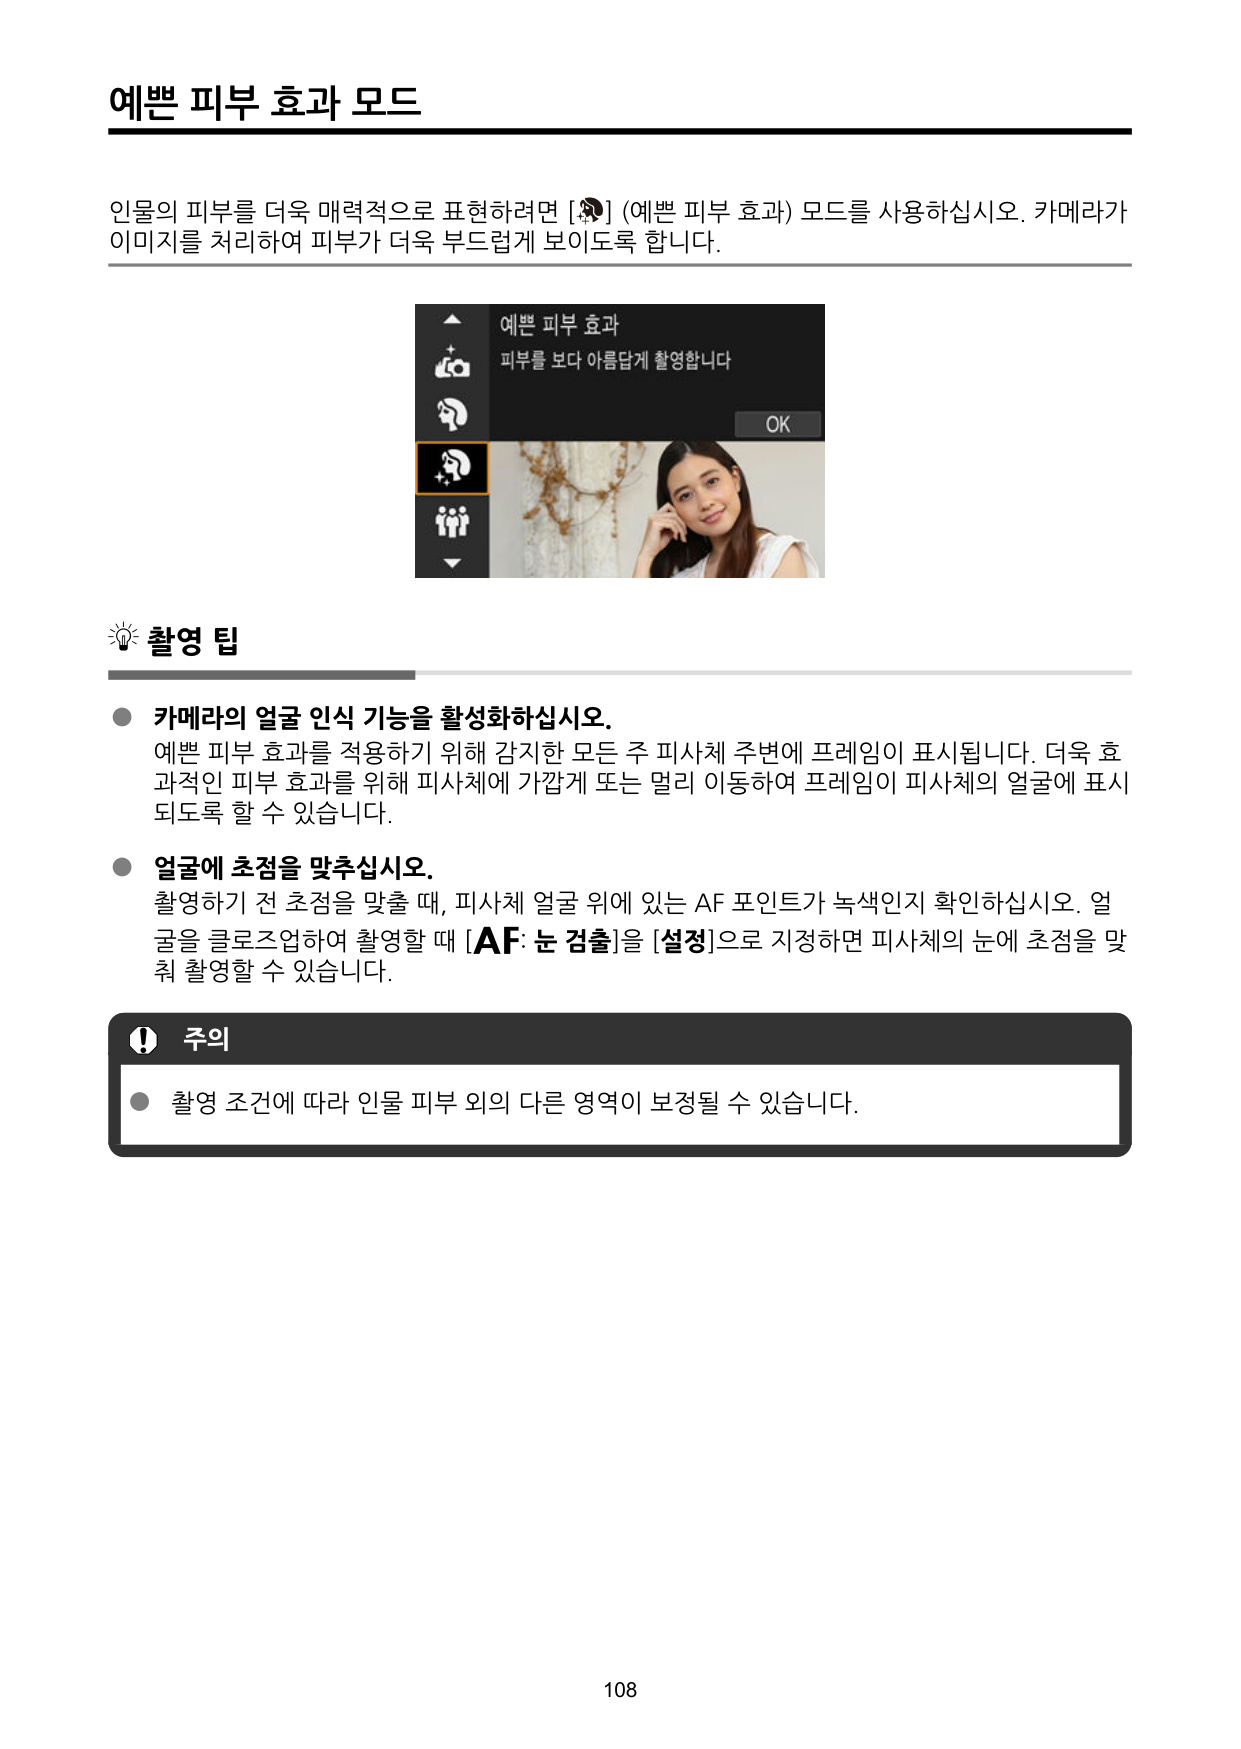 예쁜 피부 효과 모드
인물의 피부를 더욱 매력적으로 표현하려면 [] (예쁜 피부 효과) 모드를 사용하십시오. 카메라가
이미지를 처리하여 피부가 더욱 부드럽게 보이도록 합니다.
예쁜 피부 효과
피부를 보다 아름답게 촬영합니다
OK
촬영 팁
● 카메라의 얼굴 인식 기능을 활성화하십시오.
예쁜 피부 효과를 적용하기 위해 감지한 모든 주 피사체 주변에 프레임이 표시됩니다. 더욱 효
과적인 피부 효과를 위해 피사체에 가깝게 또는 멀리 이동하여 프레임이 피사체의 얼굴에 표시
되도록 할 수 있습니다.
● 얼굴에 초점을 맞추십시오.
촬영하기 전 초점을 맞출 때, 피사체 얼굴 위에 있는 AF 포인트가 녹색인지 확인하십시오. 얼
굴을 클로즈업하여 촬영할 때 [AF: 눈 검출]을 [설정]으로 지정하면 피사체의 눈에 초점을 맞
춰 촬영할 수 있습니다.
주의
● 촬영 조건에 따라 인물 피부 외의 다른 영역이 보정될 수 있습니다.
108